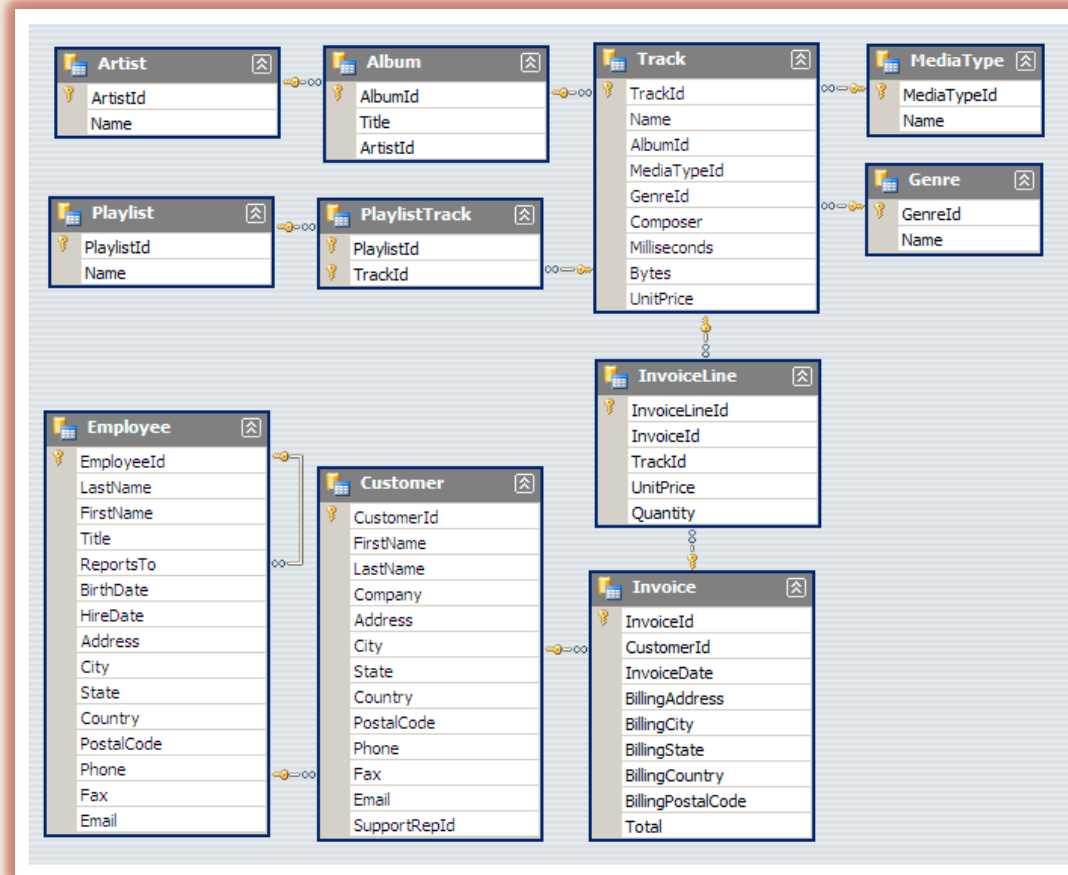 Artist
ArtistId
Name
Album
AlbumId
Title
ArtistId
Track
TrackId
Name
AlbumId
MediaTypeId
GenreId
Composer
Milliseconds
Bytes
UnitPrice
MediaType
MediaTypeId
Name
Genre
GenreId
Name
Playlist
PlaylistId
Name
PlaylistTrack
PlaylistId
TrackId
InvoiceLine
InvoiceLineId
InvoiceId
TrackId
UnitPrice
Quantity
Employee
EmployeeId
LastName
FirstName
Title
ReportsTo
BirthDate
HireDate
Address
City
State
Country
PostalCode
Phone
Fax
Email
Customer
CustomerId
FirstName
LastName
Company
Address
City
State
Country
PostalCode
Phone
Fax
Email
SupportRepId
Invoice
InvoiceId
CustomerId
InvoiceDate
BillingAddress
BillingCity
BillingState
BillingCountry
BillingPostalCode
Total